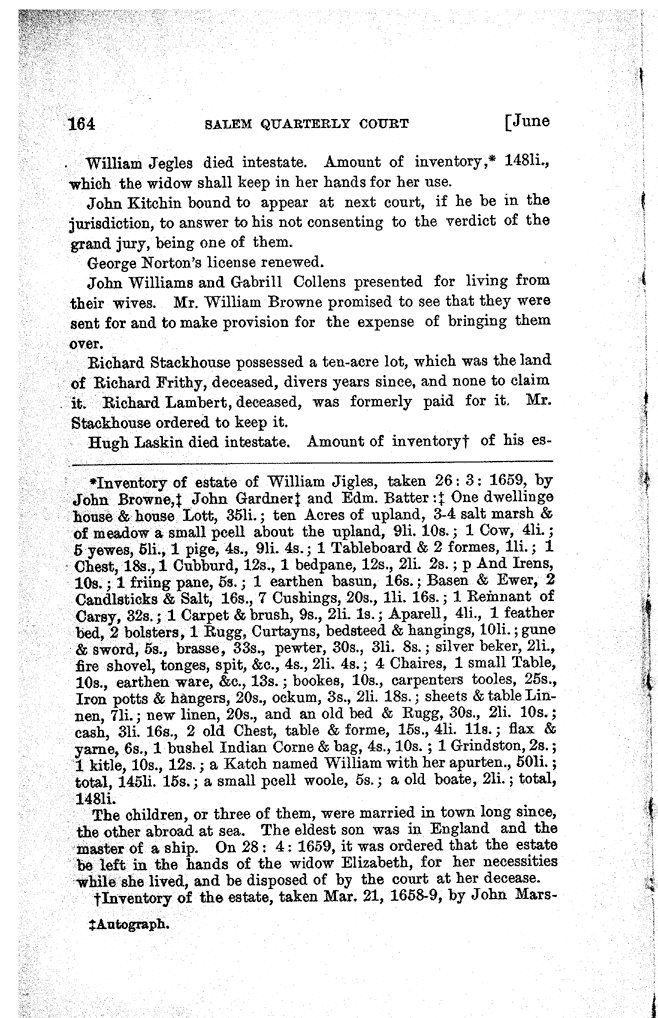 164 SALEM QUARTERLY COURT [June
William Jegles died intestate. Amount of inventory,* 148li.,
which the widow shall keep in her hands for her use.
John Kitchin bound to appear at next court, if he be in the
jurisdiction, to answer to his not consenting to the verdict of the
grand jury, being one of them.
George Norton's license renewed.
John Williams and Gabrill Collens presented for living from
their wives. Mr. William Browne promised to see that they were
sent for and to make provision for the expense of bringing them
over.
Richard Stackhouse possessed a ten-acre lot, which was the land
of Richard Frithy, deceased, divers years since, and none to claim
it. Richard Lambert, deceased, was formerly paid for it. Mr.
Stackhouse ordered to keep it.
Hugh Laskin died intestate. Amount of inventory† of his es-
*Inventory of estate of William Jigles, taken 26: 3: 1659, by
John Browne,‡ John Gardner‡ and Edm. Batter:‡ One dwellinge
house & house Lott, 35li.; ten Acres of upland, 3-4 salt marsh &
of meadow a small pcell about the upland, 9li. 10s.; 1 Cow, 4li.;
5 yewes, 5li., 1 pige, 4s., 9li. 4s.; 1 Tableboard & 2 formes, 1li.; 1
Chest, 18s., 1 Cubburd, 12s., 1 bedpane, 12s., 2li. 2s.; p And Irens,
10s.; 1 friing pane, 5s.; 1 earthen basun, 16s.; Basen & Ewer, 2
Candlsticks & Salt, 16s., 7 Cushings, 20s., 1li. 16s.; 1 Remnant of
Carsy, 32s.; 1 Carpet & brush, 9s., 2li. 1s.; Aparell, 4li., 1 feather
bed, 2 bolsters, 1 Rugg, Curtayns, bedsteed & hangings, 10li.; gune
& sword, 5s., brasse, 33s., pewter, 30s., 3li. 8s.; silver beker, 2li.,
fire shovel, tonges, spit, &c., 4s., 2li. 4s.; 4 Chaires, 1 small Table,
10s., earthen ware, &c., 13s.; bookes, 10s., carpenters tooles, 25s.,
Iron potts & hangers, 20s., ockum, 3s., 2li. 18s.; sheets & table Lin-
nen, 7li.; new linen, 20s., and an old bed & Rugg, 30s., 2li. 10s.;
cash, 3li. 16s., 2 old Chest, table & forme, 15s., 4li. 11s.; flax &
yarne, 6s., 1 bushel Indian Corne & bag, 4s., 10s. ; 1 Grindston, 2s.;
1 kitle, 10s., 12s.; a Katch named William with her apurten., 50li.;
total, 145li. 15s.; a small pcell woole, 5s.; a old boate, 2li.; total,
148li.
The children, or three of them, were married in town long since,
the other abroad at sea. The eldest son was in England and the
master of a ship. On 28: 4: 1659, it was ordered that the estate
be left in the hands of the widow Elizabeth, for her necessities
while she lived, and be disposed of by the court at her decease.
†Inventory of the estate, taken Mar. 21, 1658-9, by John Mars-
‡Autograph.